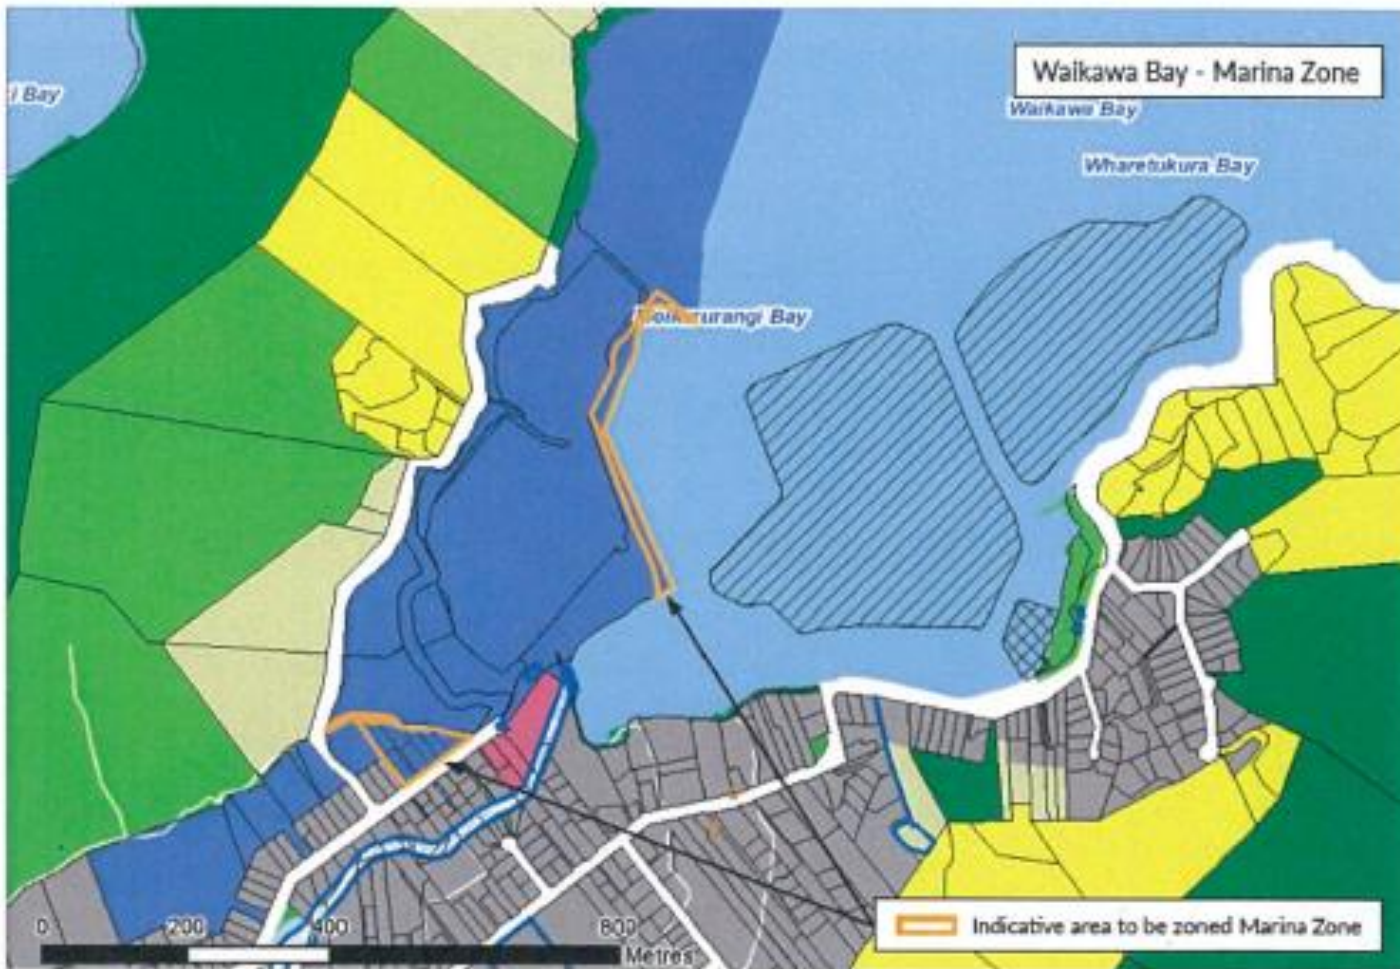 Waikawa Bay - Marina Zone
i Bay
Waikawa Bay
Wharetukura Bay
Bay
0 200 400 800
Metres
Indicative area to be zoned Marina Zone